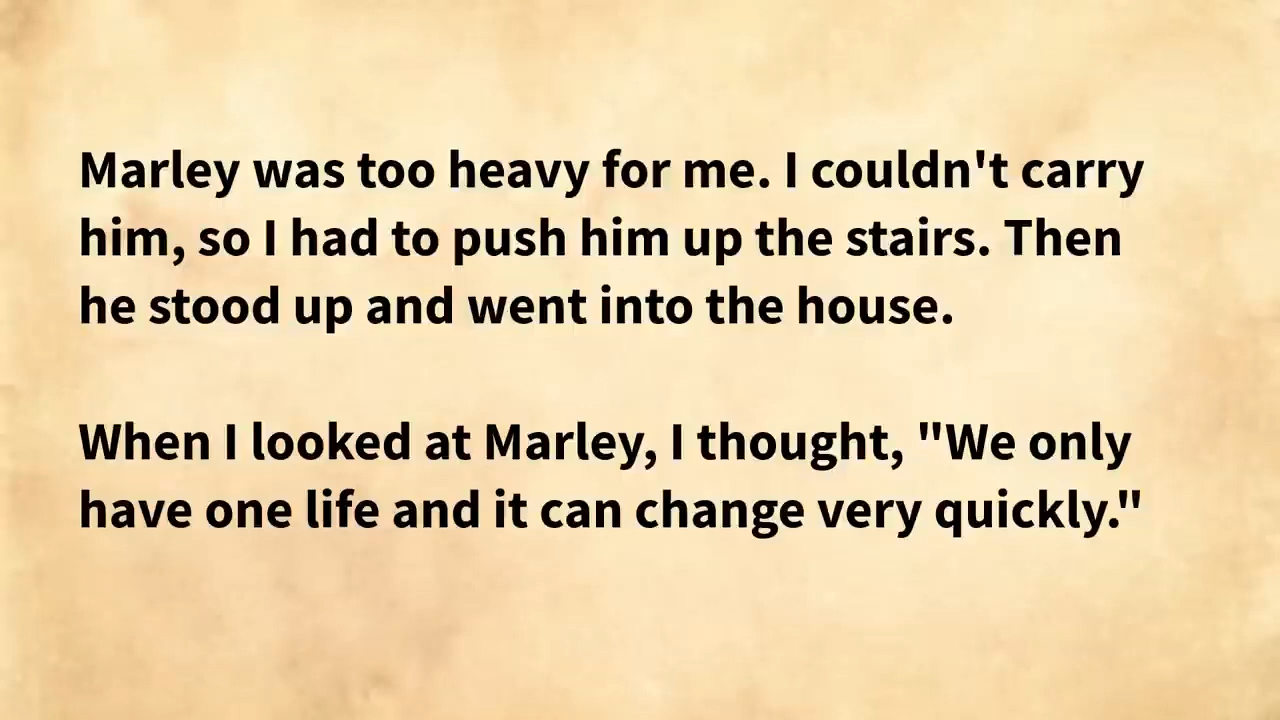 Marley was too heavy for me. I couldn't carry
him, so I had to push him up the stairs. Then
he stood up and went into the house.
When I looked at Marley, I thought, "We only
have one life and it can change very quickly."